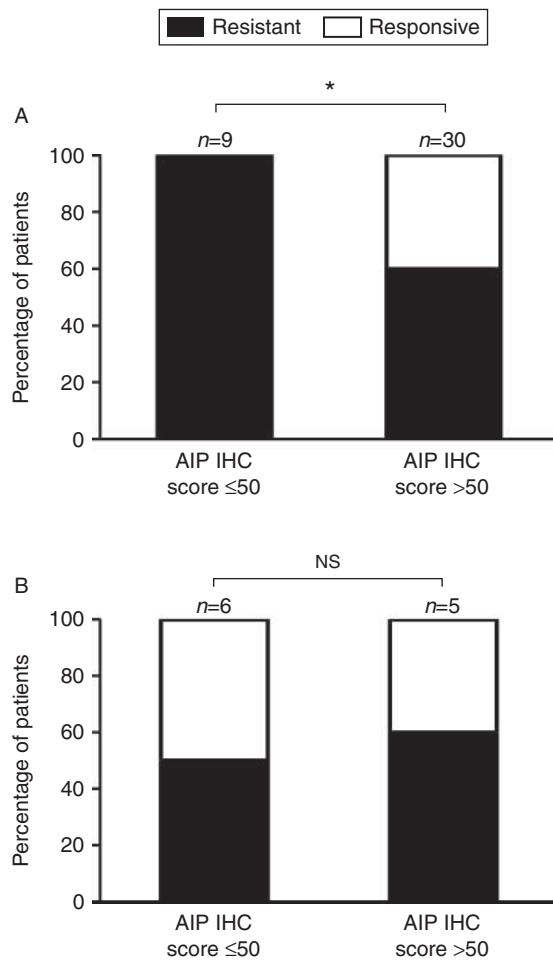 Resistant Responsive
*
A
n=9 n=30
100
80
60
40
20
0
Percentage of patients
AIP IHC score ≤50
AIP IHC score >50
NS
B
n=6 n=5
100
80
60
40
20
0
Percentage of patients
AIP IHC score ≤50
AIP IHC score >50